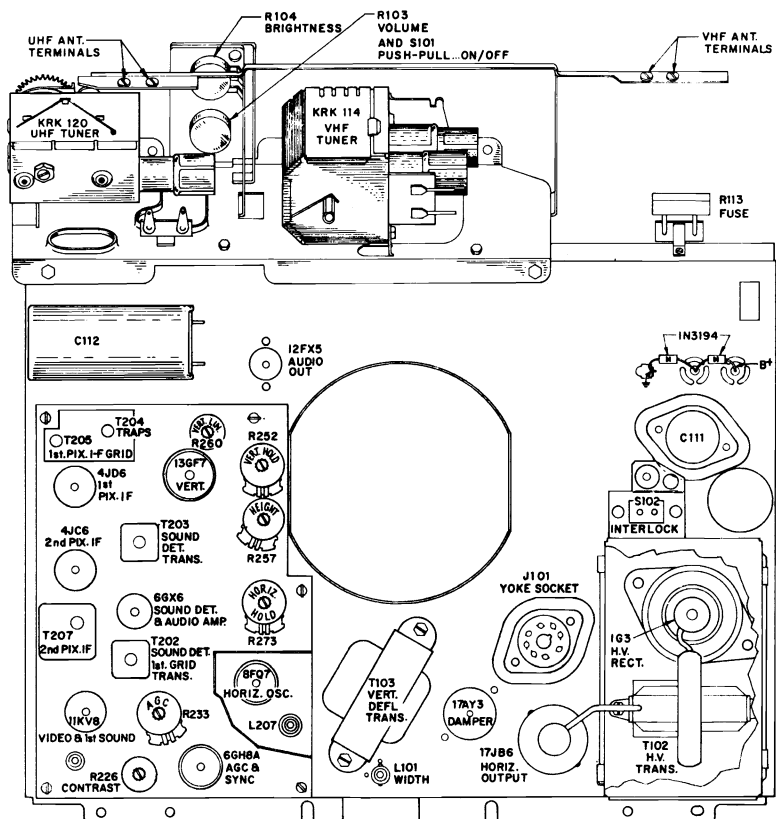 R104
BRIGHTNESS
R103
VOLUME
AND S101
PUSH-PULL...ON/OFF
UHF ANT.
TERMINALS
VHF ANT.
TERMINALS
KRK 120
UHF TUNER
KRK 114
VHF
TUNER
R113
FUSE
C112
12FX5
AUDIO
OUT
1N3194
B+
C111
T204
TRAPS
T205
1st. PIX. I-F GRID
VERT. LIN.
R260
R252
VERT. HOLD
4JD6
1st
PIX. IF
13GF7
VERT.
HEIGHT
R257
S102
INTERLOCK
4JC6
2nd PIX. IF
T203
SOUND
DET.
TRANS.
J101
YOKE SOCKET
6GX6
SOUND DET.
& AUDIO AMP.
HORIZ.
HOLD
R273
T207
2nd PIX. IF
T202
SOUND DET.
1st. GRID
TRANS.
1G3
H.V.
RECT.
8FQ7
HORIZ. OSC.
T103
VERT.
DEFL
TRANS.
17AY3
DAMPER
11KV8
VIDEO & 1st SOUND
AGC
R233
L207
17JB6
HORIZ.
OUTPUT
T102
H.V.
TRANS.
R226
CONTRAST
6GH8A
AGC &
SYNC
L101
WIDTH